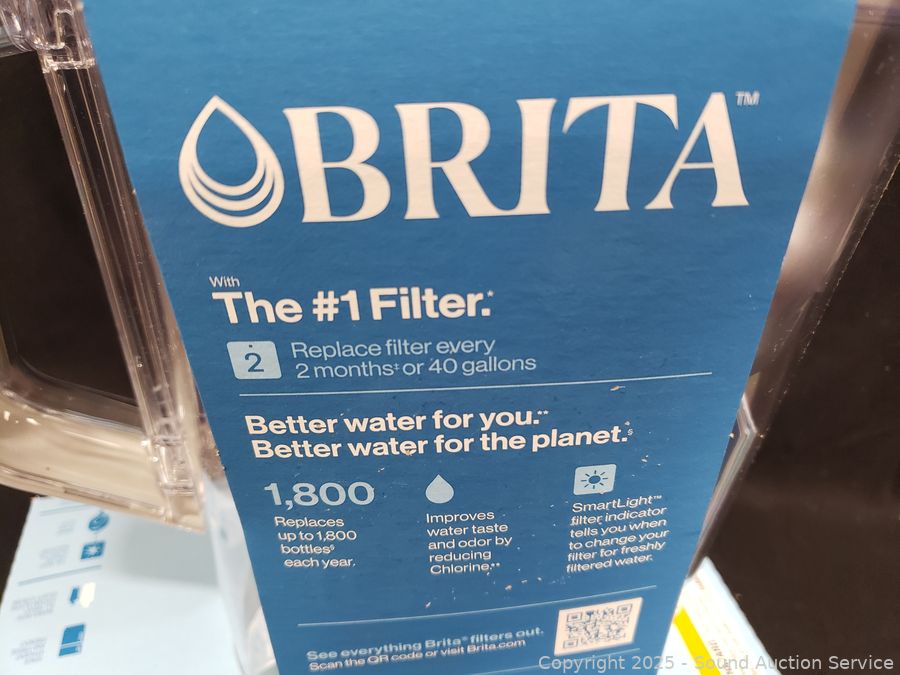 BRITA™
With
The #1 Filter.*
2
Replace filter every
2 months‡ or 40 gallons
Better water for you.**
Better water for the planet.§
1,800
Replaces
up to 1,800
bottles§
each year.
Improves
water taste
and odor by
reducing
Chlorine.**
SmartLight™
filter indicator
tells you when
to change your
filter for freshly
filtered water.
See everything Brita® filters out.
Scan the QR code or visit Brita.com
Copyright 2025 - Sound Auction Service